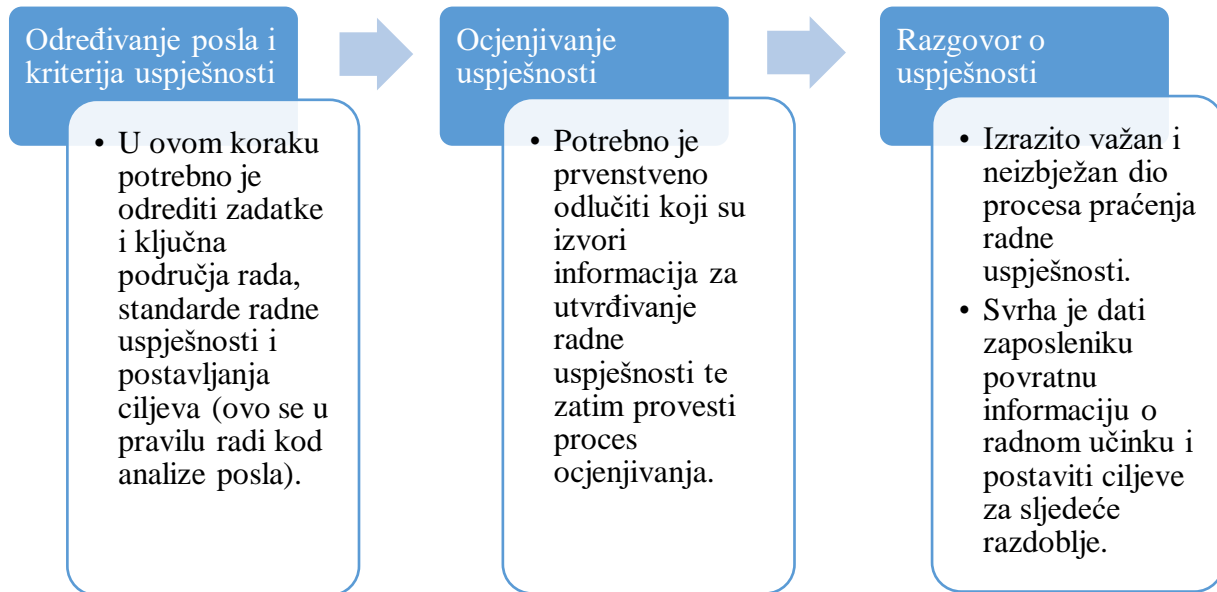 Određivanje posla i
kriterija uspješnosti
• U ovom koraku
potrebno je
odrediti zadatke
i ključna
područja rada,
standarde radne
uspješnosti i
postavljanja
ciljeva (ovo se u
pravilu radi kod
analize posla).
Ocjenjivanje
uspješnosti
• Potrebno je
prvenstveno
odlučiti koji su
izvori
informacija za
utvrđivanje
radne
uspješnosti te
zatim provesti
proces
ocjenjivanja.
Razgovor o
uspješnosti
• Izrazito važan i
neizbježan dio
procesa praćenja
radne
uspješnosti.
• Svrha je dati
zaposleniku
povratnu
informaciju o
radnom učinku i
postaviti ciljeve
za sljedeće
razdoblje.